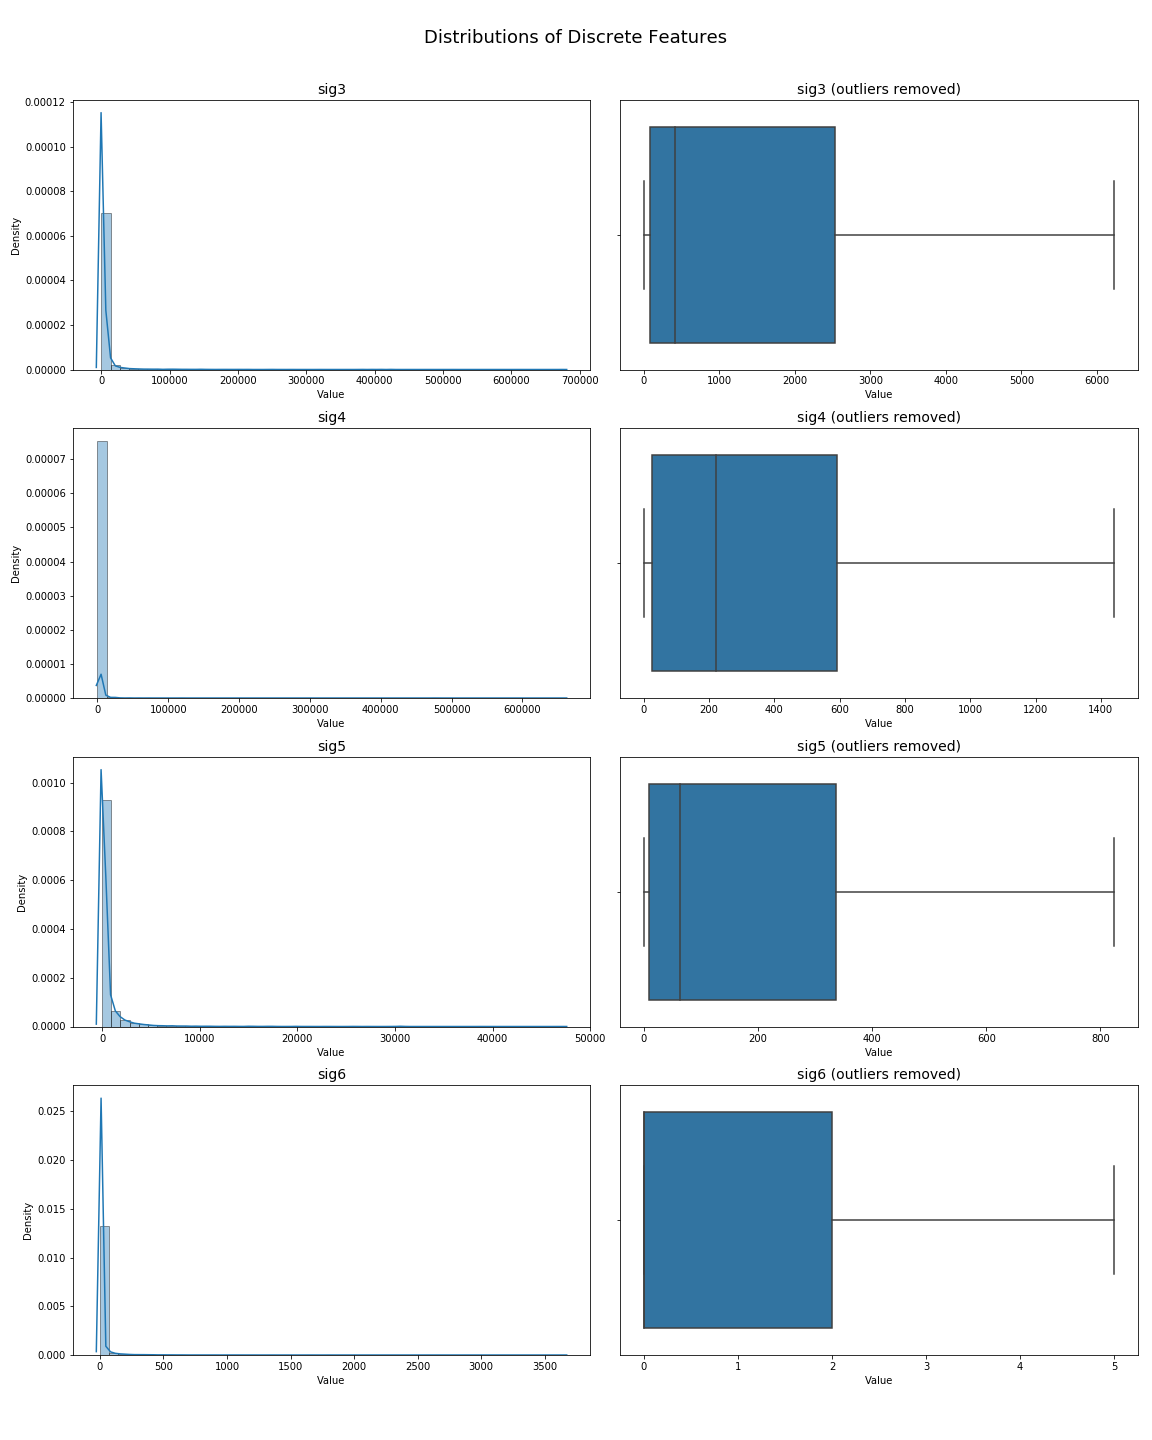 Distributions of Discrete Features
sig3
0.00012
0.00010
0.00008
0.00006
0.00004
0.00002
0.00000
Density
0 100000 200000 300000 400000 500000 600000 700000
Value
sig3 (outliers removed)
0 1000 2000 3000 4000 5000 6000
Value
sig4
0.00007
0.00006
0.00005
0.00004
0.00003
0.00002
0.00001
0.00000
Density
0 100000 200000 300000 400000 500000 600000
Value
sig4 (outliers removed)
0 200 400 600 800 1000 1200 1400
Value
sig5
0.0010
0.0008
0.0006
0.0004
0.0002
0.0000
Density
0 10000 20000 30000 40000 50000
Value
sig5 (outliers removed)
0 200 400 600 800
Value
sig6
0.025
0.020
0.015
0.010
0.005
0.000
Density
0 500 1000 1500 2000 2500 3000 3500
Value
sig6 (outliers removed)
0 1 2 3 4 5
Value